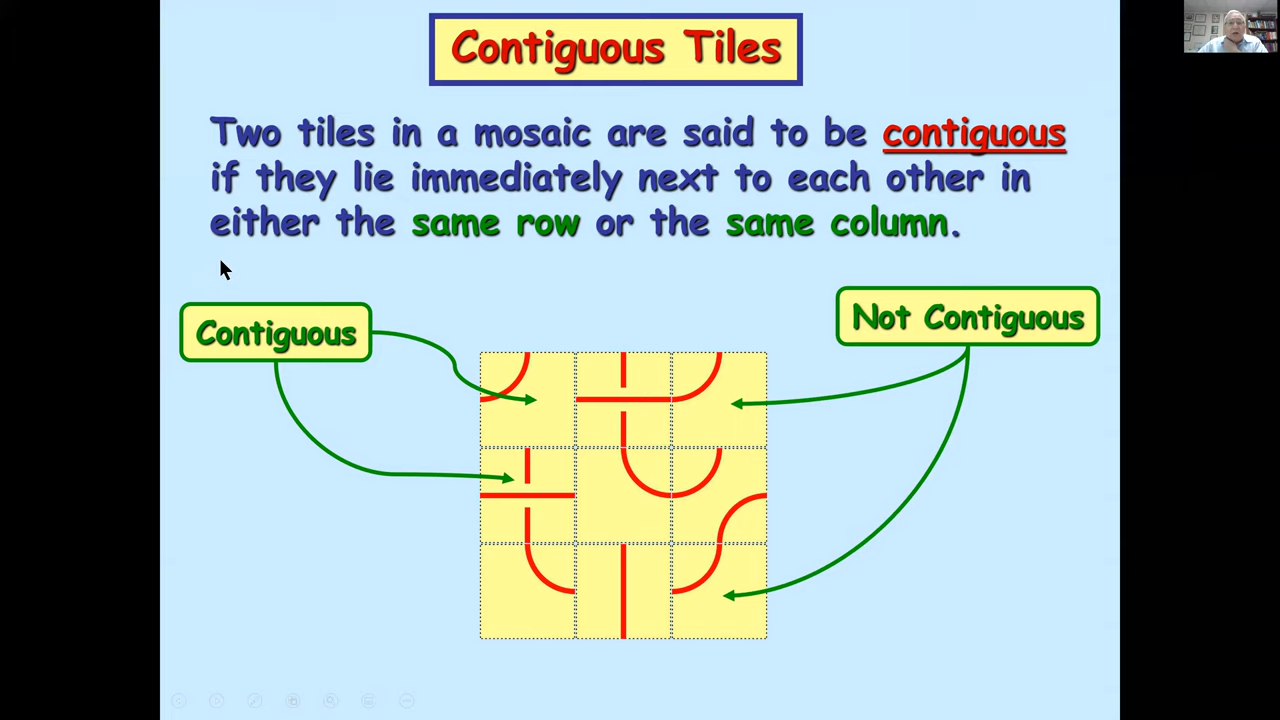 Contiguous Tiles
Two tiles in a mosaic are said to be contiguous
if they lie immediately next to each other in
either the same row or the same column.
Contiguous
Not Contiguous